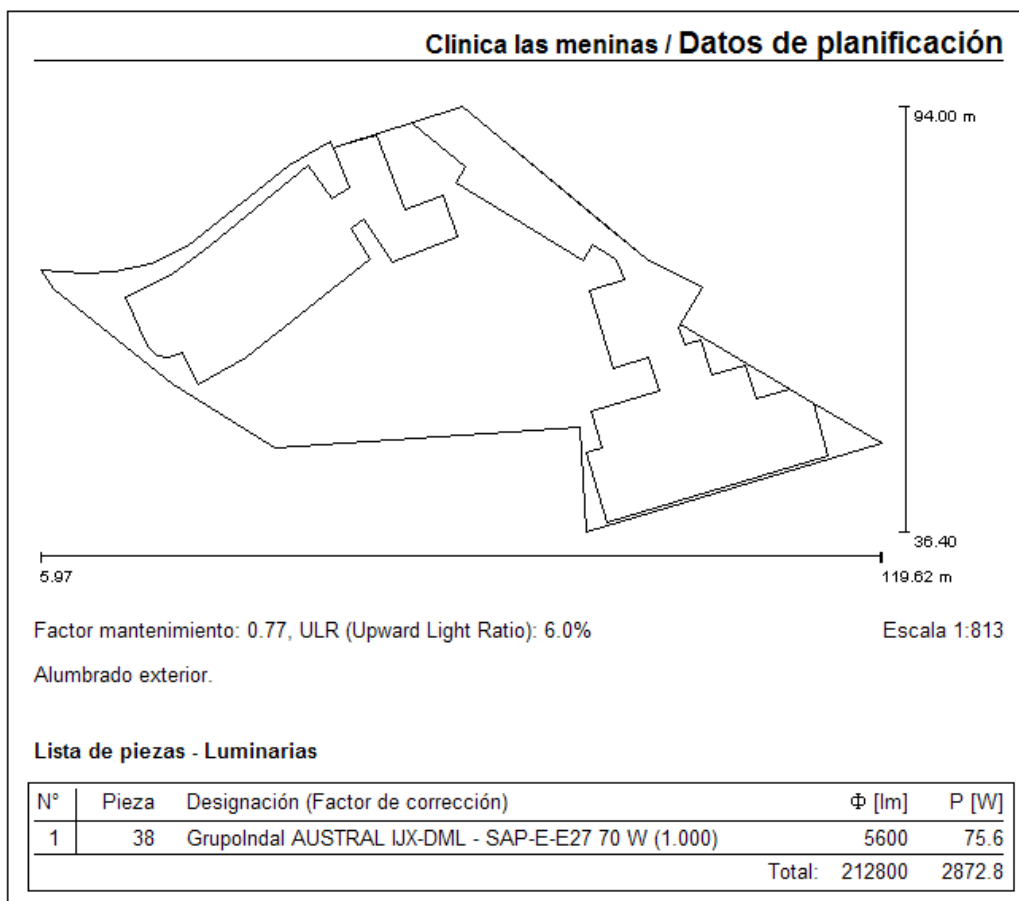 Clinica las meninas / Datos de planificación
94.00 m
36.40
5.97
119.62 m
Factor mantenimiento: 0.77, ULR (Upward Light Ratio): 6.0% Escala 1:813
Alumbrado exterior.
Lista de piezas - Luminarias
N° Pieza Designación (Factor de corrección) Φ [lm] P [W]
1 38 GrupoIndal AUSTRAL IJX-DML - SAP-E-E27 70 W (1.000) 5600 75.6
Total: 212800 2872.8